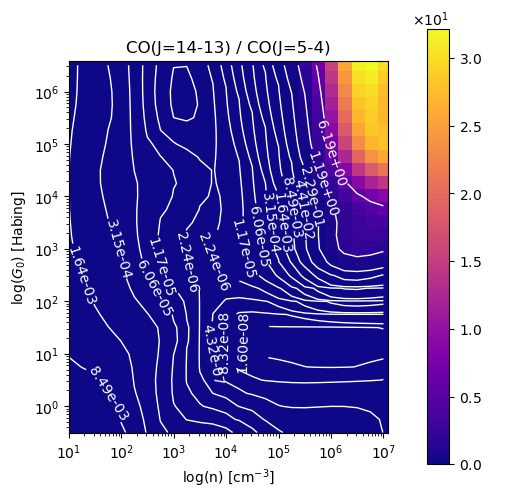 ×10¹
CO(J=14-13) / CO(J=5-4)
log(G₀) [Habing]
10⁶
10⁵
10⁴
10³
10²
10¹
10⁰
6.19e+00
1.19e+00
2.29e-01
4.41e-02
8.49e-03
1.64e-03
3.15e-04
6.06e-05
1.17e-05
2.24e-06
2.24e-06
1.17e-05
6.06e-05
3.15e-04
1.64e-03
8.49e-03
4.32e-07
8.32e-08
1.60e-08
10¹ 10² 10³ 10⁴ 10⁵ 10⁶ 10⁷
log(n) [cm⁻³]
3.0
2.5
2.0
1.5
1.0
0.5
0.0